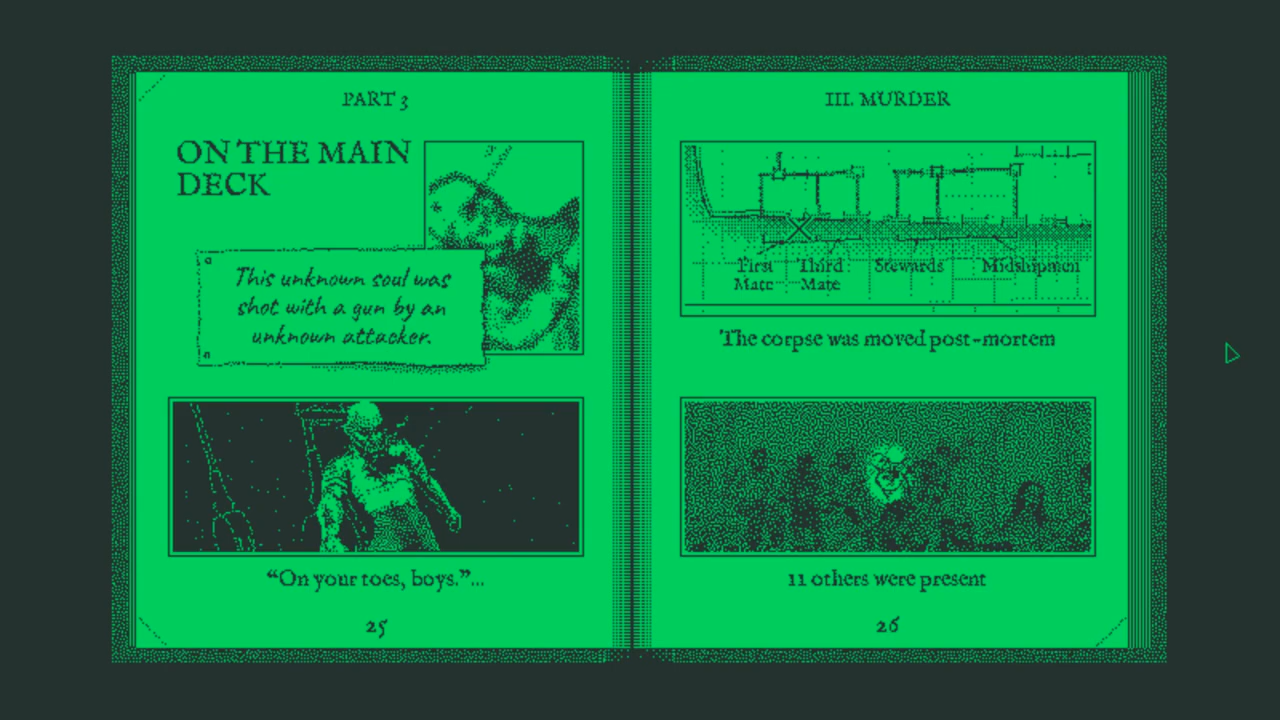 PART 3
ON THE MAIN
DECK
This unknown soul was
shot with a gun by an
unknown attacker.
"On your toes, boys."...
25
III. MURDER
First Third Stewards Midshipmen
Mate Mate
The corpse was moved post-mortem
11 others were present
26